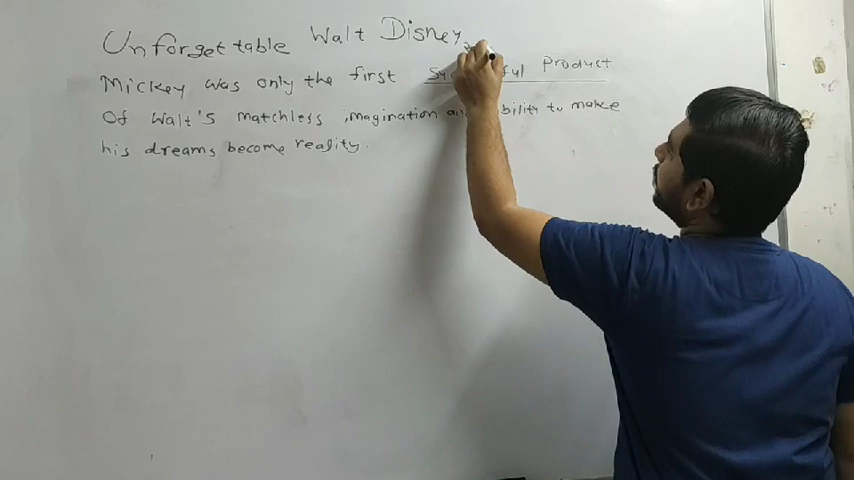 Unforgettable Walt Disney
Mickey was only the first Product
Of Walt's matchless imagination to make
his dreams become reality.